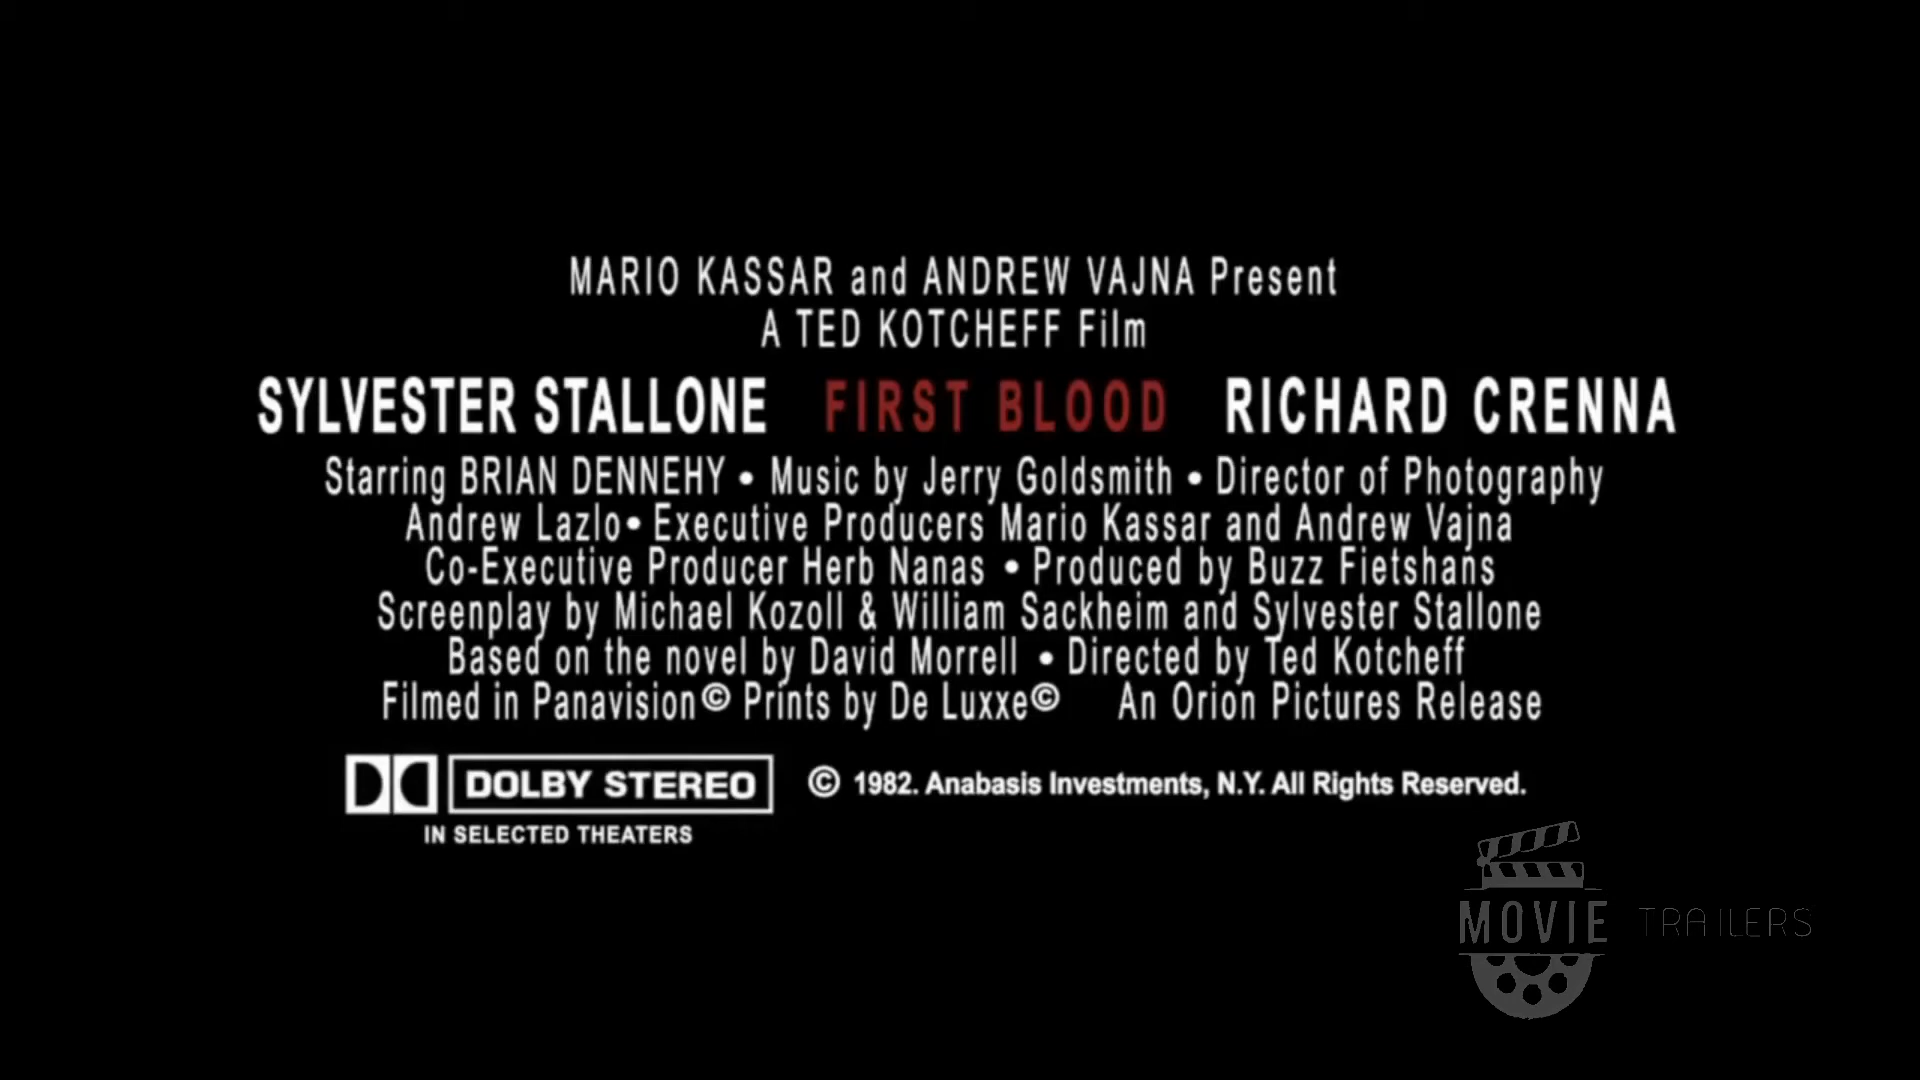 MARIO KASSAR and ANDREW VAJNA Present
A TED KOTCHEFF Film
SYLVESTER STALLONE FIRST BLOOD RICHARD CRENNA
Starring BRIAN DENNEHY • Music by Jerry Goldsmith • Director of Photography
Andrew Lazlo• Executive Producers Mario Kassar and Andrew Vajna
Co-Executive Producer Herb Nanas • Produced by Buzz Fietshans
Screenplay by Michael Kozoll & William Sackheim and Sylvester Stallone
Based on the novel by David Morrell • Directed by Ted Kotcheff
Filmed in Panavision© Prints by De Luxxe© An Orion Pictures Release
DOLBY STEREO © 1982. Anabasis Investments, N.Y. All Rights Reserved.
IN SELECTED THEATERS
MOVIE TRAILERS